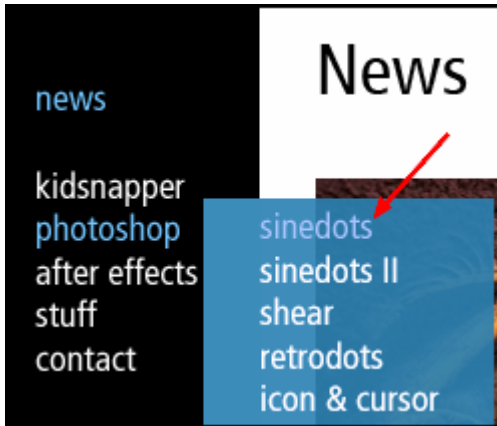 News
news
kidsnapper
photoshop
after effects
stuff
contact
sinedots
sinedots II
shear
retrodots
icon & cursor